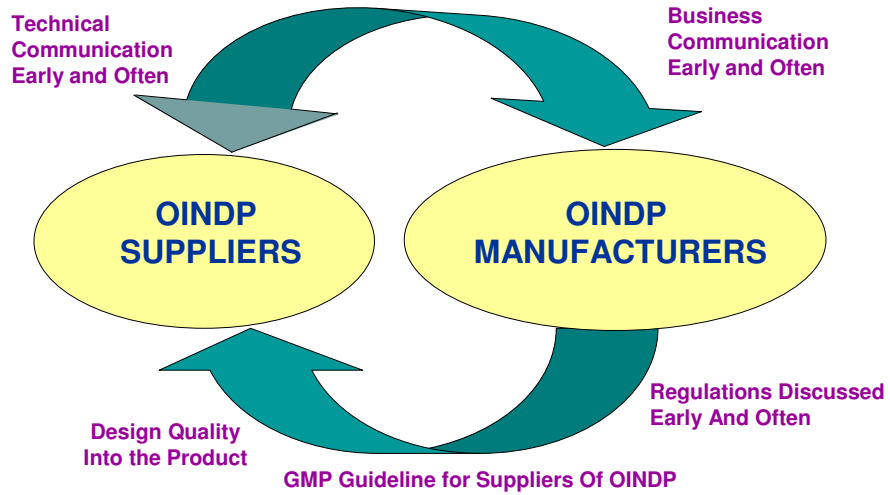 Technical
Communication
Early and Often
Business
Communication
Early and Often
OINDP
SUPPLIERS
OINDP
MANUFACTURERS
Regulations Discussed
Early And Often
Design Quality
Into the Product
GMP Guideline for Suppliers Of OINDP